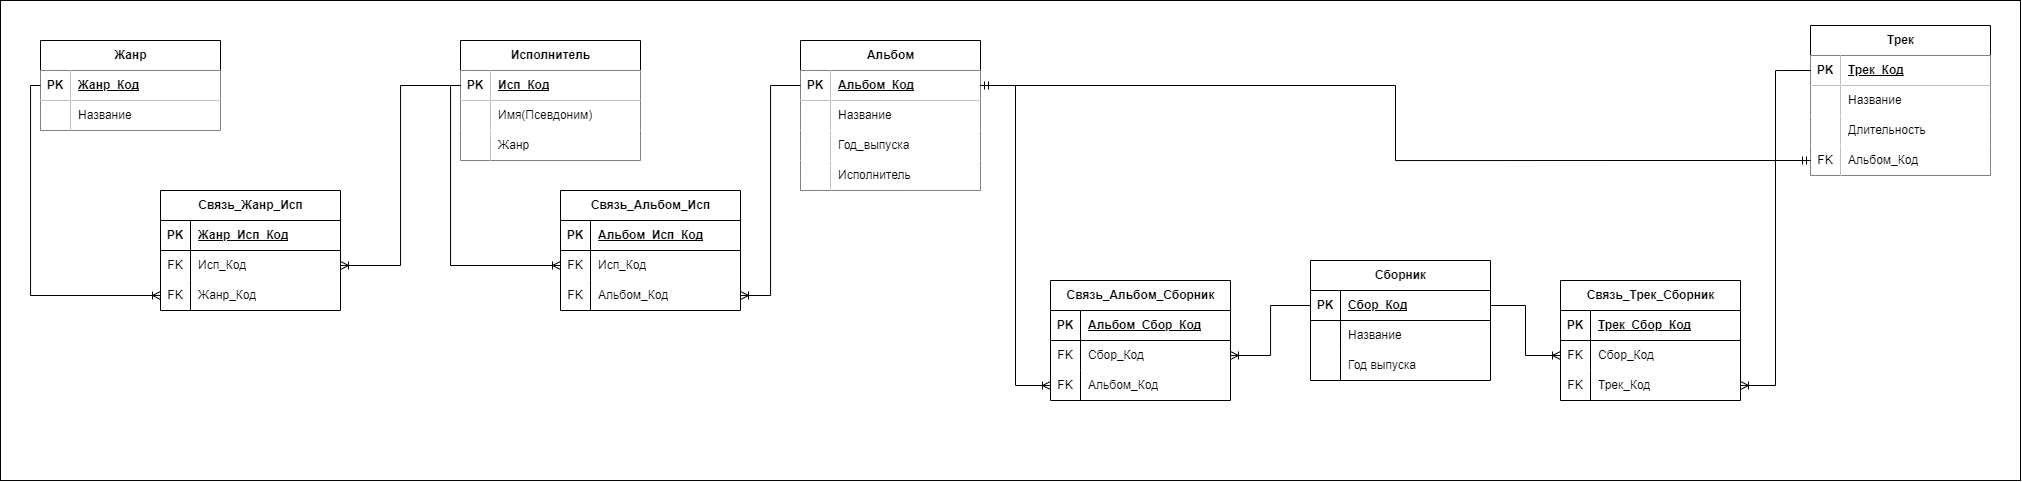 Жанр
PK Жанр_Код
Название
Исполнитель
PK Исп_Код
Имя(Псевдоним)
Жанр
Альбом
PK Альбом_Код
Название
Год_выпуска
Исполнитель
Трек
PK Трек_Код
Название
Длительность
FK Альбом_Код
Связь_Жанр_Исп
PK Жанр_Исп_Код
FK Исп_Код
FK Жанр_Код
Связь_Альбом_Исп
PK Альбом_Исп_Код
FK Исп_Код
FK Альбом_Код
Связь_Альбом_Сборник
PK Альбом_Сбор_Код
FK Сбор_Код
FK Альбом_Код
Сборник
PK Сбор_Код
Название
Год выпуска
Связь_Трек_Сборник
PK Трек_Сбор_Код
FK Сбор_Код
FK Трек_Код